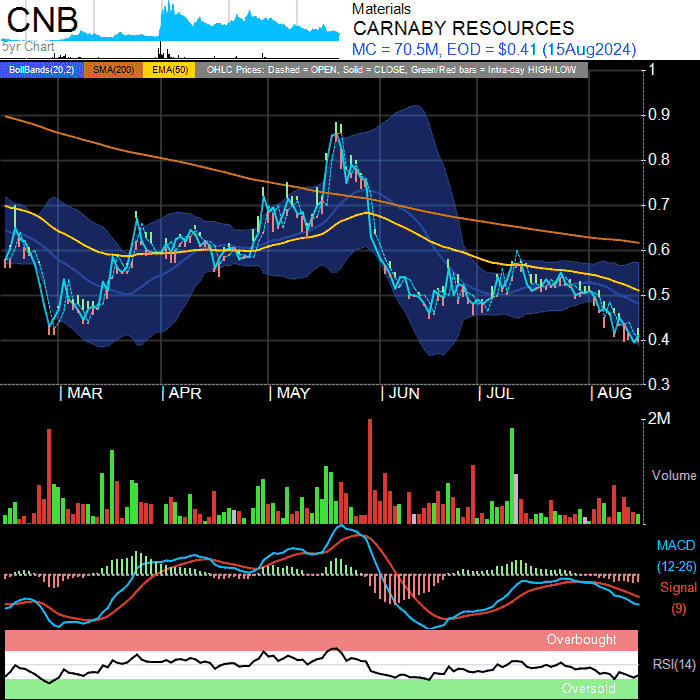 CNB
5yr Chart
Materials
CARNABY RESOURCES
MC = 70.5M, EOD = $0.41 (15Aug2024)
BollBands(20,2) SMA(200) EMA(50) OHLC Prices: Dashed = OPEN, Solid = CLOSE, Green/Red bars = Intra-day HIGH/LOW
1
0.9
0.8
0.7
0.6
0.5
0.4
0.3
| MAR | APR | MAY | JUN | JUL | AUG
2M
Volume
MACD
(12-26)
Signal
(9)
Overbought
RSI(14)
Oversold